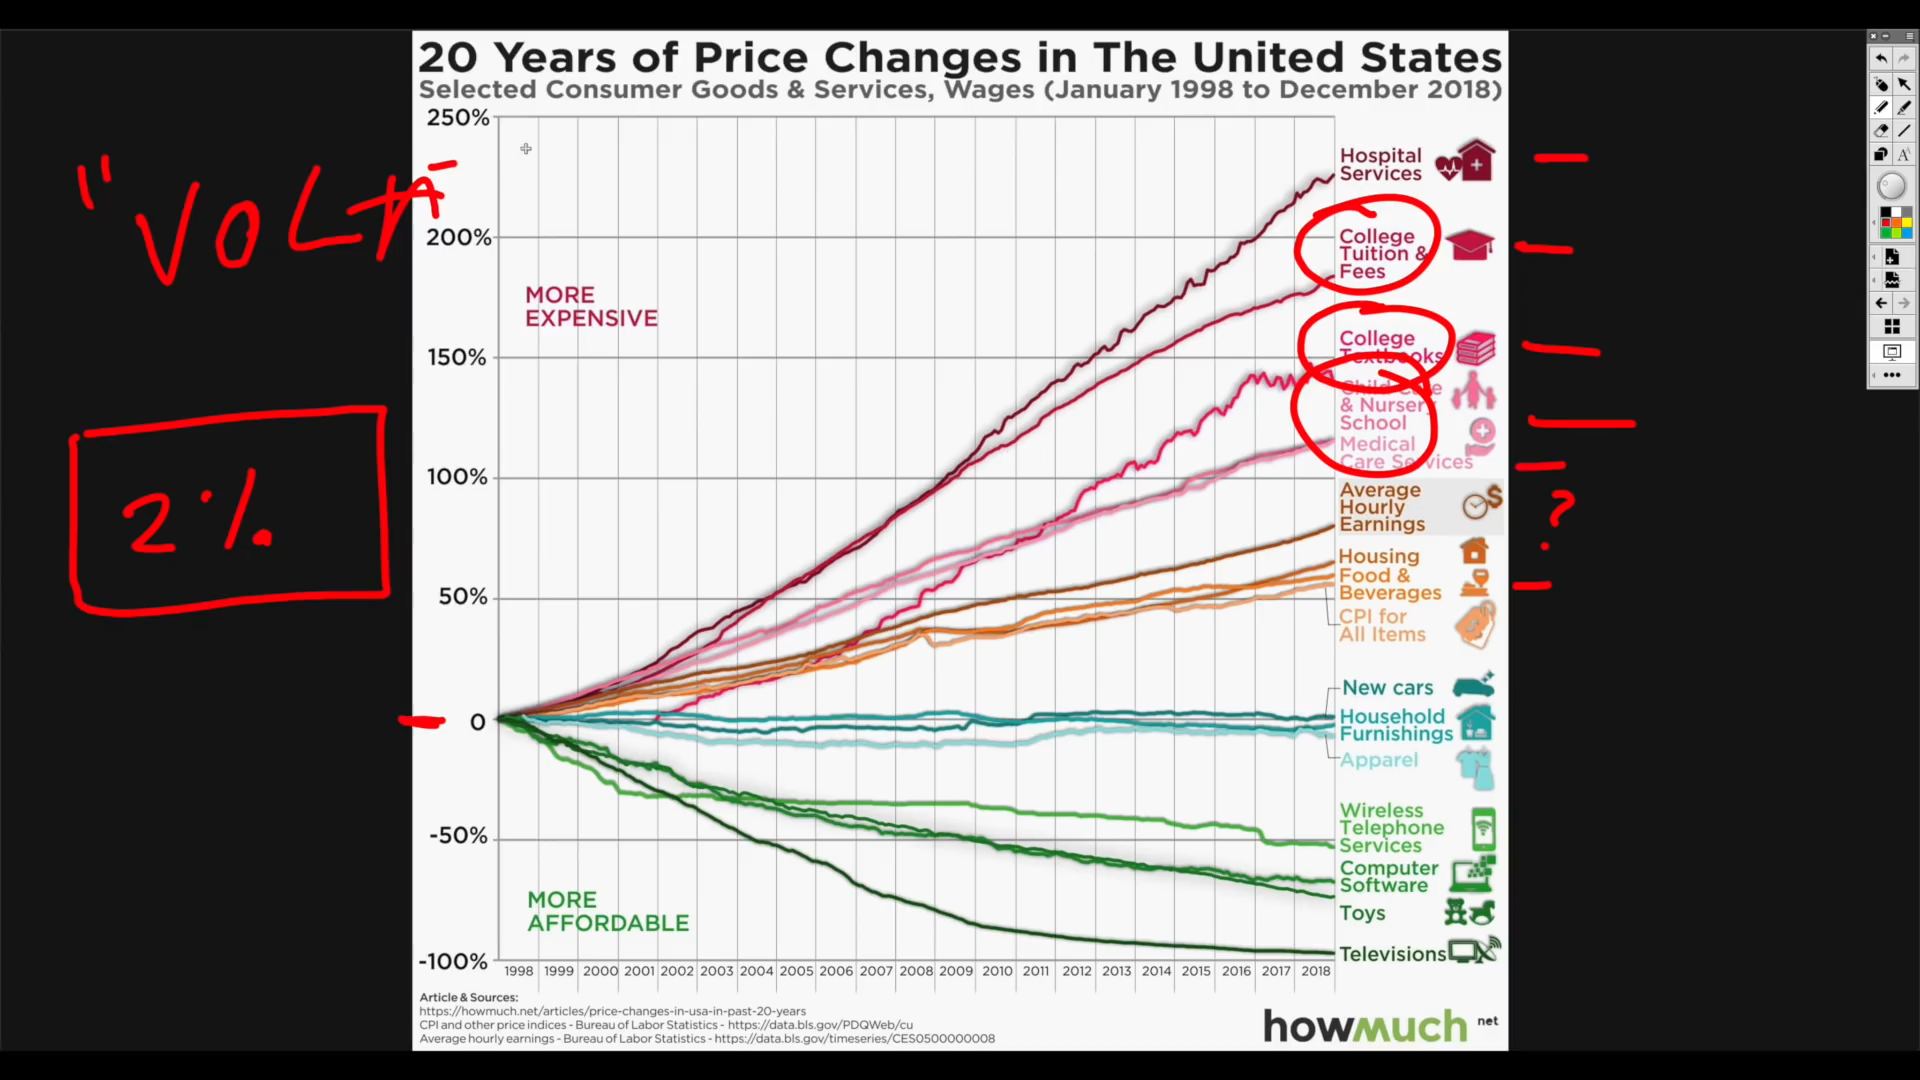 20 Years of Price Changes in The United States
Selected Consumer Goods & Services, Wages (January 1998 to December 2018)
"VOLA"
2%
?
250%
200%
150%
100%
50%
0
-50%
-100%
MORE
EXPENSIVE
MORE
AFFORDABLE
Hospital
Services
College
Tuition &
Fees
College
Textbooks
Child Care
& Nursery
School
Medical
Care Services
Average
Hourly
Earnings
Housing
Food &
Beverages
CPI for
All Items
New cars
Household
Furnishings
Apparel
Wireless
Telephone
Services
Computer
Software
Toys
Televisions
1998 1999 2000 2001 2002 2003 2004 2005 2006 2007 2008 2009 2010 2011 2012 2013 2014 2015 2016 2017 2018
Article & Sources:
https://howmuch.net/articles/price-changes-in-usa-in-past-20-years
CPI and other price indices - Bureau of Labor Statistics - https://data.bls.gov/PDQWeb/cu
Average hourly earnings - Bureau of Labor Statistics - https://data.bls.gov/timeseries/CES0500000008
howmuch net